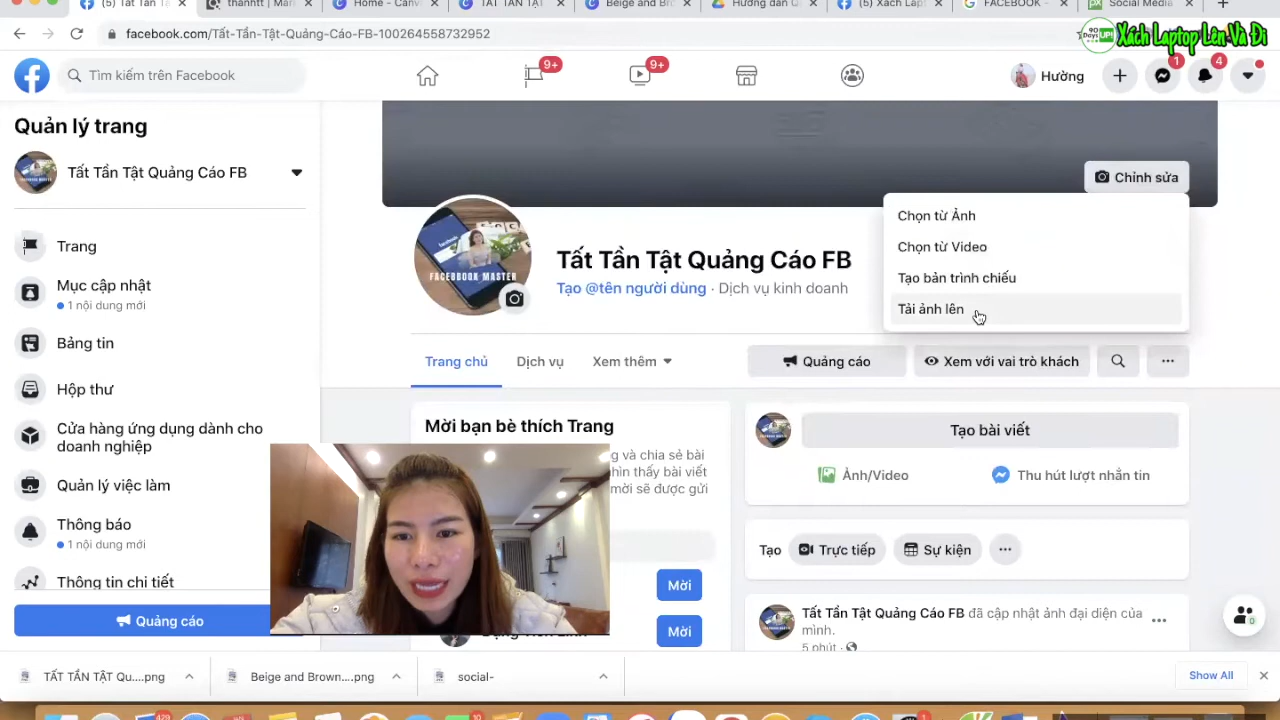 (5) Tất Tần T
thanhtt | Mark
Home - Canv
TẤT TẦN TẬT
Beige and Bro
Hướng dẫn Q
(5) Xách Lapt
FACEBOOK -
Social Media
facebook.com/Tất-Tần-Tật-Quảng-Cáo-FB-100264558732952
90 Days UP!
Xách Laptop Lên Và Đi
Tìm kiếm trên Facebook
9+
9+
Hường
1
4
Quản lý trang
Tất Tần Tật Quảng Cáo FB
Trang
Mục cập nhật
1 nội dung mới
Bảng tin
Hộp thư
Cửa hàng ứng dụng dành cho
doanh nghiệp
Quản lý việc làm
Thông báo
1 nội dung mới
Thông tin chi tiết
Quảng cáo
Chỉnh sửa
Chọn từ Ảnh
Chọn từ Video
Tạo bản trình chiếu
Tải ảnh lên
FACEBOOK MASTER
Tất Tần Tật Quảng Cáo FB
Tạo @tên người dùng · Dịch vụ kinh doanh
Trang chủ
Dịch vụ
Xem thêm
Quảng cáo
Xem với vai trò khách
Mời bạn bè thích Trang
g và chia sẻ bài
hìn thấy bài viết
mời sẽ được gửi
Mời
Mời
Tạo bài viết
Ảnh/Video
Thu hút lượt nhắn tin
Tạo
Trực tiếp
Sự kiện
Tất Tần Tật Quảng Cáo FB đã cập nhật ảnh đại diện của
mình.
5 phút ·
0
TẤT TẦN TẬT Qu....png
Beige and Brown....png
social-
Show All